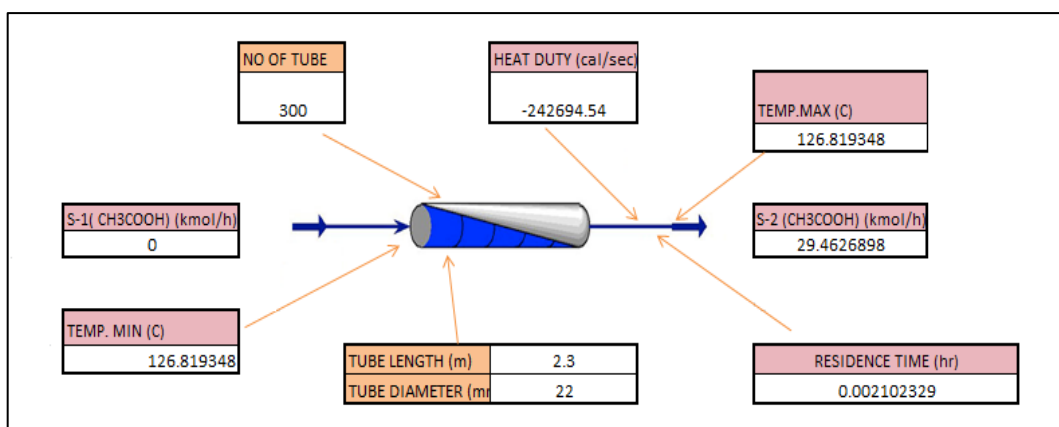 NO OF TUBE
300
HEAT DUTY (cal/sec)
-242694.54
TEMP.MAX (C)
126.819348
S-1( CH3COOH) (kmol/h)
0
S-2 (CH3COOH) (kmol/h)
29.4626898
TEMP. MIN (C)
126.819348
TUBE LENGTH (m)
2.3
TUBE DIAMETER (mr
22
RESIDENCE TIME (hr)
0.002102329